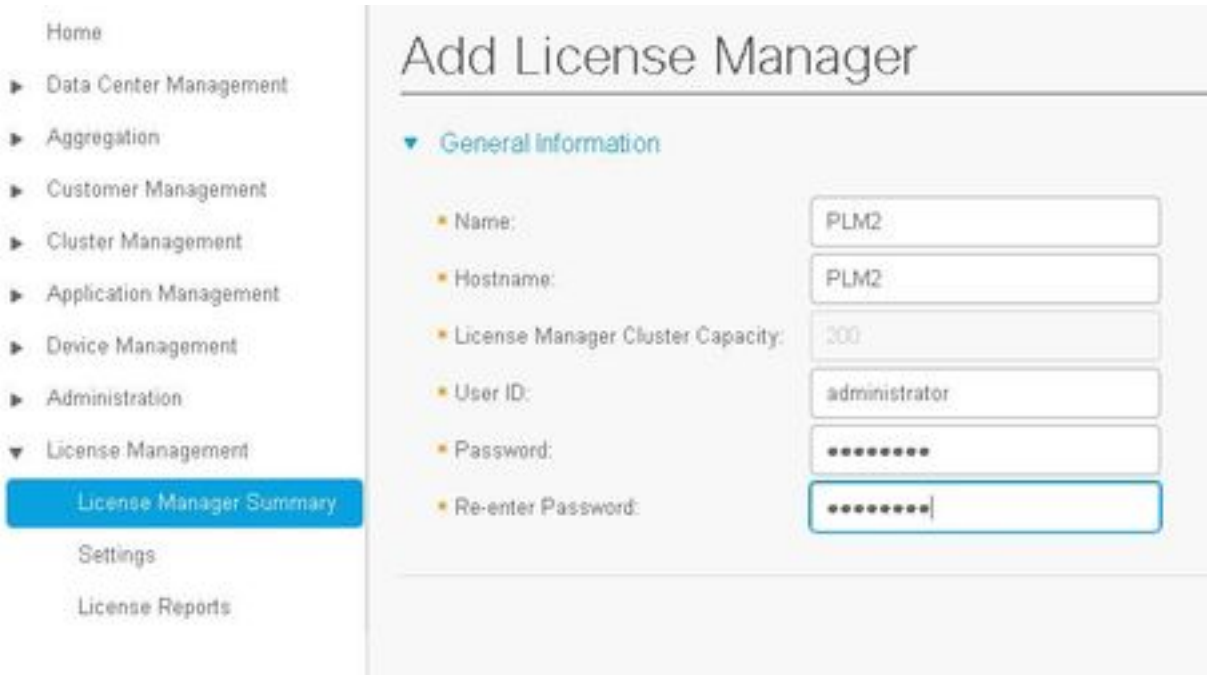 Home
Data Center Management
Aggregation
Customer Management
Cluster Management
Application Management
Device Management
Administration
License Management
License Manager Summary
Settings
License Reports
Add License Manager
General Information
Name: PLM2
Hostname: PLM2
License Manager Cluster Capacity: 200
User ID: administrator
Password: ••••••••
Re-enter Password: ••••••••